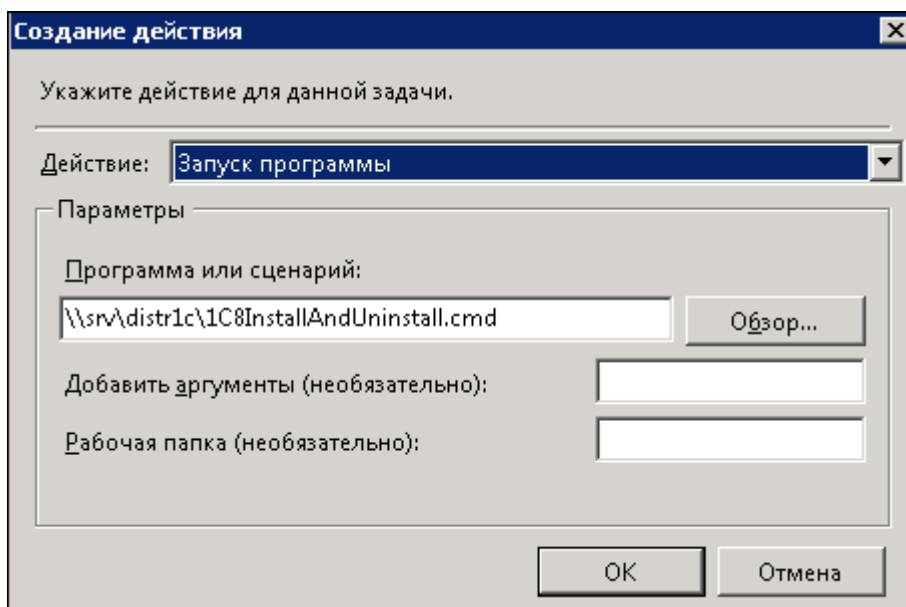 Создание действия
Укажите действие для данной задачи.
Действие: Запуск программы
Параметры
Программа или сценарий:
\\srv\distr1c\1C8InstallAndUninstall.cmd Обзор...
Добавить аргументы (необязательно):
Рабочая папка (необязательно):
OK Отмена